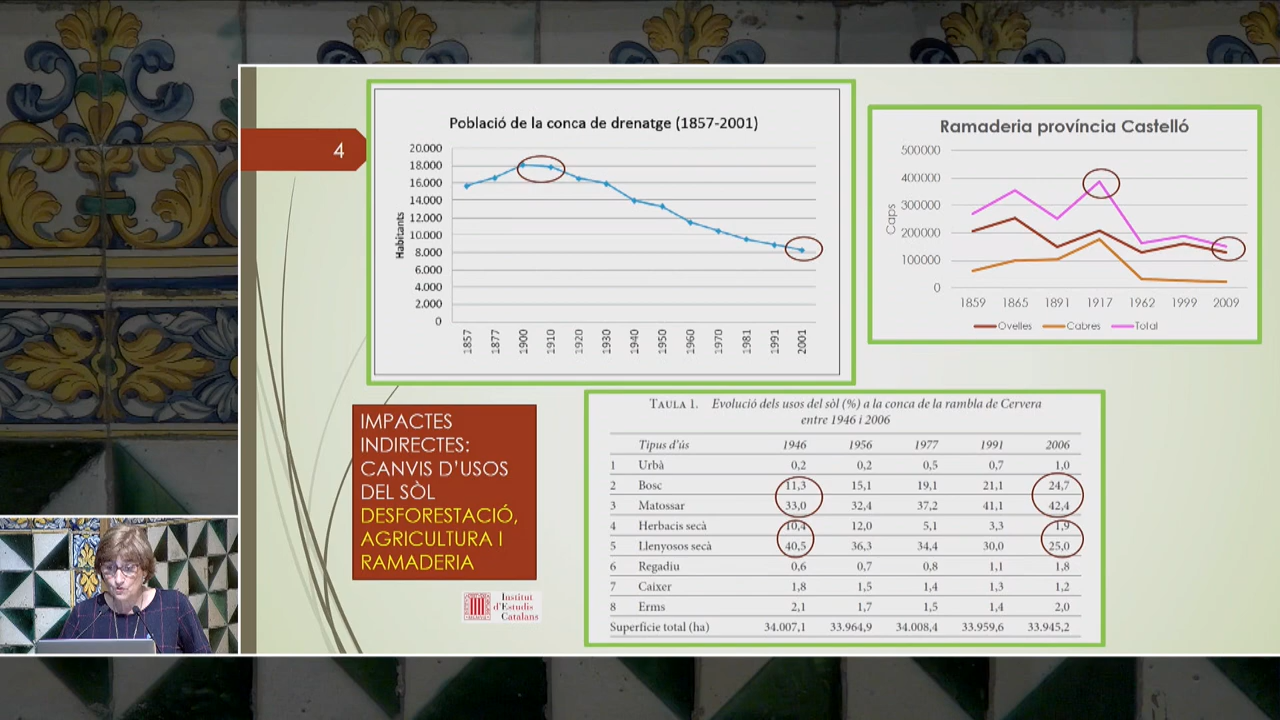 4
Població de la conca de drenatge (1857-2001)
Habitants
20.000
18.000
16.000
14.000
12.000
10.000
8.000
6.000
4.000
2.000
0
1857 1877 1900 1910 1920 1930 1940 1950 1960 1970 1981 1991 2001
Ramaderia província Castelló
Caps
500000
400000
300000
200000
100000
0
1859 1865 1891 1917 1962 1999 2009
Ovelles Cabres Total
IMPACTES
INDIRECTES:
CANVIS D'USOS
DEL SÒL
DESFORESTACIÓ,
AGRICULTURA I
RAMADERIA
Institut
d'Estudis
Catalans
TAULA 1. Evolució dels usos del sòl (%) a la conca de la rambla de Cervera
entre 1946 i 2006
Tipus d'ús 1946 1956 1977 1991 2006
1 Urbà 0,2 0,2 0,5 0,7 1,0
2 Bosc 11,3 15,1 19,1 21,1 24,7
3 Matossar 33,0 32,4 37,2 41,1 42,4
4 Herbacis secà 10,4 12,0 5,1 3,3 1,9
5 Llenyosos secà 40,5 36,3 34,4 30,0 25,0
6 Regadiu 0,6 0,7 0,8 1,1 1,8
7 Caixer 1,8 1,5 1,4 1,3 1,2
8 Erms 2,1 1,7 1,5 1,4 2,0
Superfície total (ha) 34.007,1 33.964,9 34.008,4 33.959,6 33.945,2